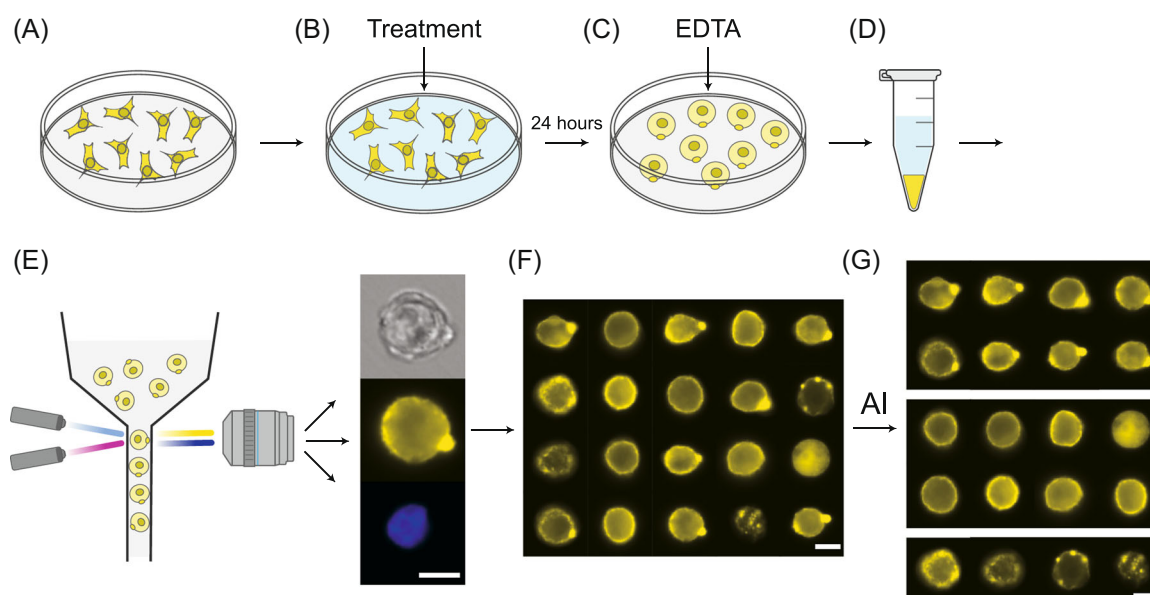 (A)
(B)
Treatment
(C)
EDTA
(D)
24 hours
(E)
(F)
(G)
AI